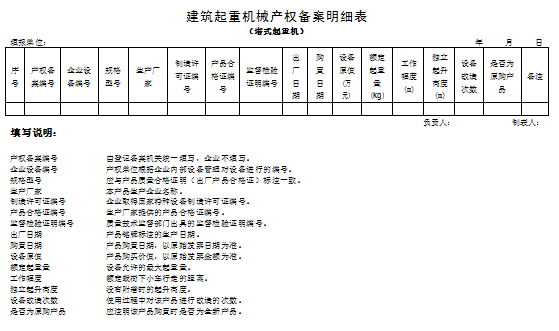 建筑起重机械产权备案明细表
（塔式起重机）
填报单位： 年 月 日
序号 产权备案编号 企业设备编号 规格型号 生产厂家 制造许可证编号 产品合格证编号 监督检验证明编号 出厂日期 购置日期 设备原值(万元) 额定起重量(kg) 工作幅度(m) 独立起升高度(m) 设备改造次数 是否为原购产品 备注
负责人： 制表人：
填写说明：
产权备案编号 由登记备案机关统一填写，企业不填写。
企业设备编号 产权单位根据企业内部设备管理对设备进行的编号。
规格型号 应与产品质量合格证明（出厂产品合格证）标注一致。
生产厂家 本产品生产企业名称。
制造许可证编号 企业取得国家特种设备制造许可证编号。
产品合格证编号 生产厂家提供的产品合格证编号。
监督检验证明编号 质量技术监督部门出具的监督检验证明编号。
出厂日期 产品铭牌标注的生产日期。
购置日期 产品购置日期，以原始发票日期为准。
设备原值 产品购买价值，以原始发票金额为准。
额定起重量 设备允许的最大起重量。
工作幅度 额定载荷下小车行走的距离。
独立起升高度 没有附着时的起升高度。
设备改造次数 使用过程中对该产品进行改造的次数。
是否为原购产品 应注明该产品购置时是否为全新产品。